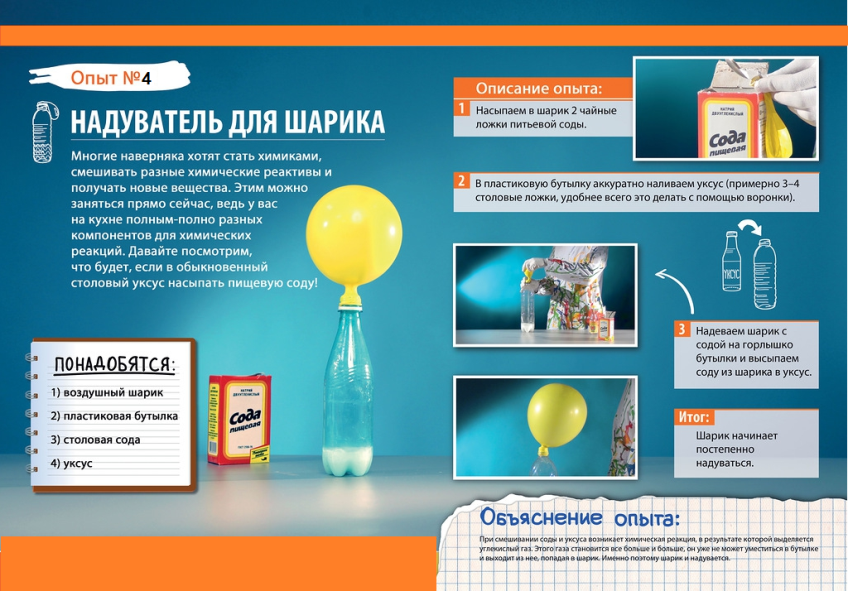 Опыт №4
НАДУВАТЕЛЬ ДЛЯ ШАРИКА
Многие наверняка хотят стать химиками,
смешивать разные химические реактивы и
получать новые вещества. Этим можно
заняться прямо сейчас, ведь у вас
на кухне полным-полно разных
компонентов для химических
реакций. Давайте посмотрим,
что будет, если в обыкновенный
столовый уксус насыпать пищевую соду!
ПОНАДОБЯТСЯ:
1) воздушный шарик
2) пластиковая бутылка
3) столовая сода
4) уксус
НАТРИЙ
ДВУУГЛЕКИСЛЫЙ
Сода
пищевая
Описание опыта:
1
Насыпаем в шарик 2 чайные
ложки питьевой соды.
НАТРИЙ
ДВУУГЛЕКИСЛЫЙ
Сода
пищевая
2
В пластиковую бутылку аккуратно наливаем уксус (примерно 3–4
столовые ложки, удобнее всего это делать с помощью воронки).
УКСУС
3
Надеваем шарик с
содой на горлышко
бутылки и высыпаем
соду из шарика в уксус.
Итог:
Шарик начинает
постепенно
надуваться.
Объяснение опыта:
При смешивании соды и уксуса возникает химическая реакция, в результате которой выделяется
углекислый газ. Этого газа становится все больше и больше, он уже не может уместиться в бутылке
и выходит из нее, попадая в шарик. Именно поэтому шарик и надувается.